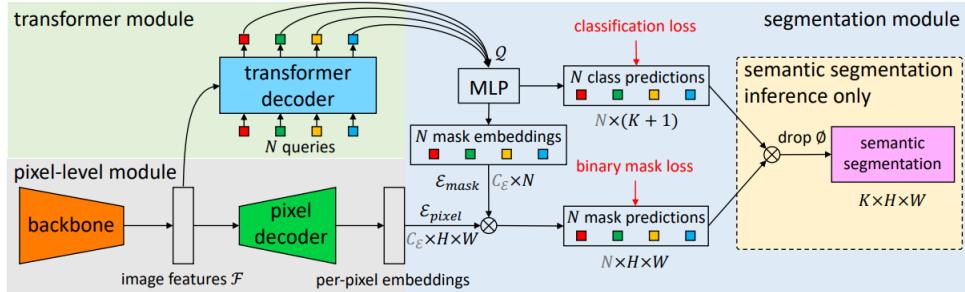 transformer module
segmentation module
𝒬
classification loss
transformer
decoder
MLP
N class predictions
N×(K + 1)
semantic segmentation
inference only
N queries
N mask embeddings
drop ∅
semantic
segmentation
K×H×W
pixel-level module
ℰmask
Cℰ×N
binary mask loss
backbone
pixel
decoder
ℰpixel
Cℰ×H×W
N mask predictions
N×H×W
image features ℱ
per-pixel embeddings